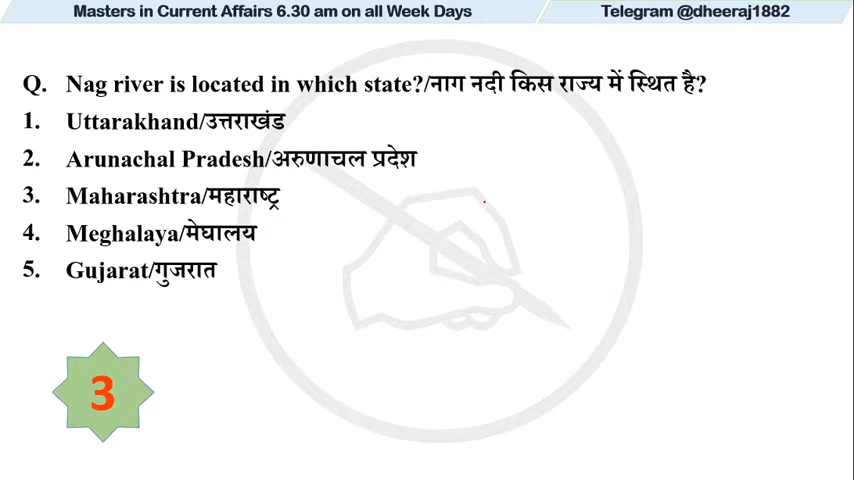 Masters in Current Affairs 6.30 am on all Week Days
Telegram @dheeraj1882
Q. Nag river is located in which state?/नाग नदी किस राज्य में स्थित है?
1. Uttarakhand/उत्तराखंड
2. Arunachal Pradesh/अरुणाचल प्रदेश
3. Maharashtra/महाराष्ट्र
4. Meghalaya/मेघालय
5. Gujarat/गुजरात
3